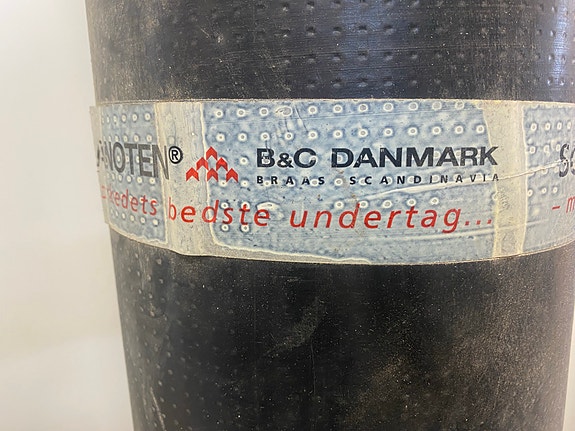 NOTEN® B&C DANMARK
BRAAS SCANDINAVIA
bedste undertag...